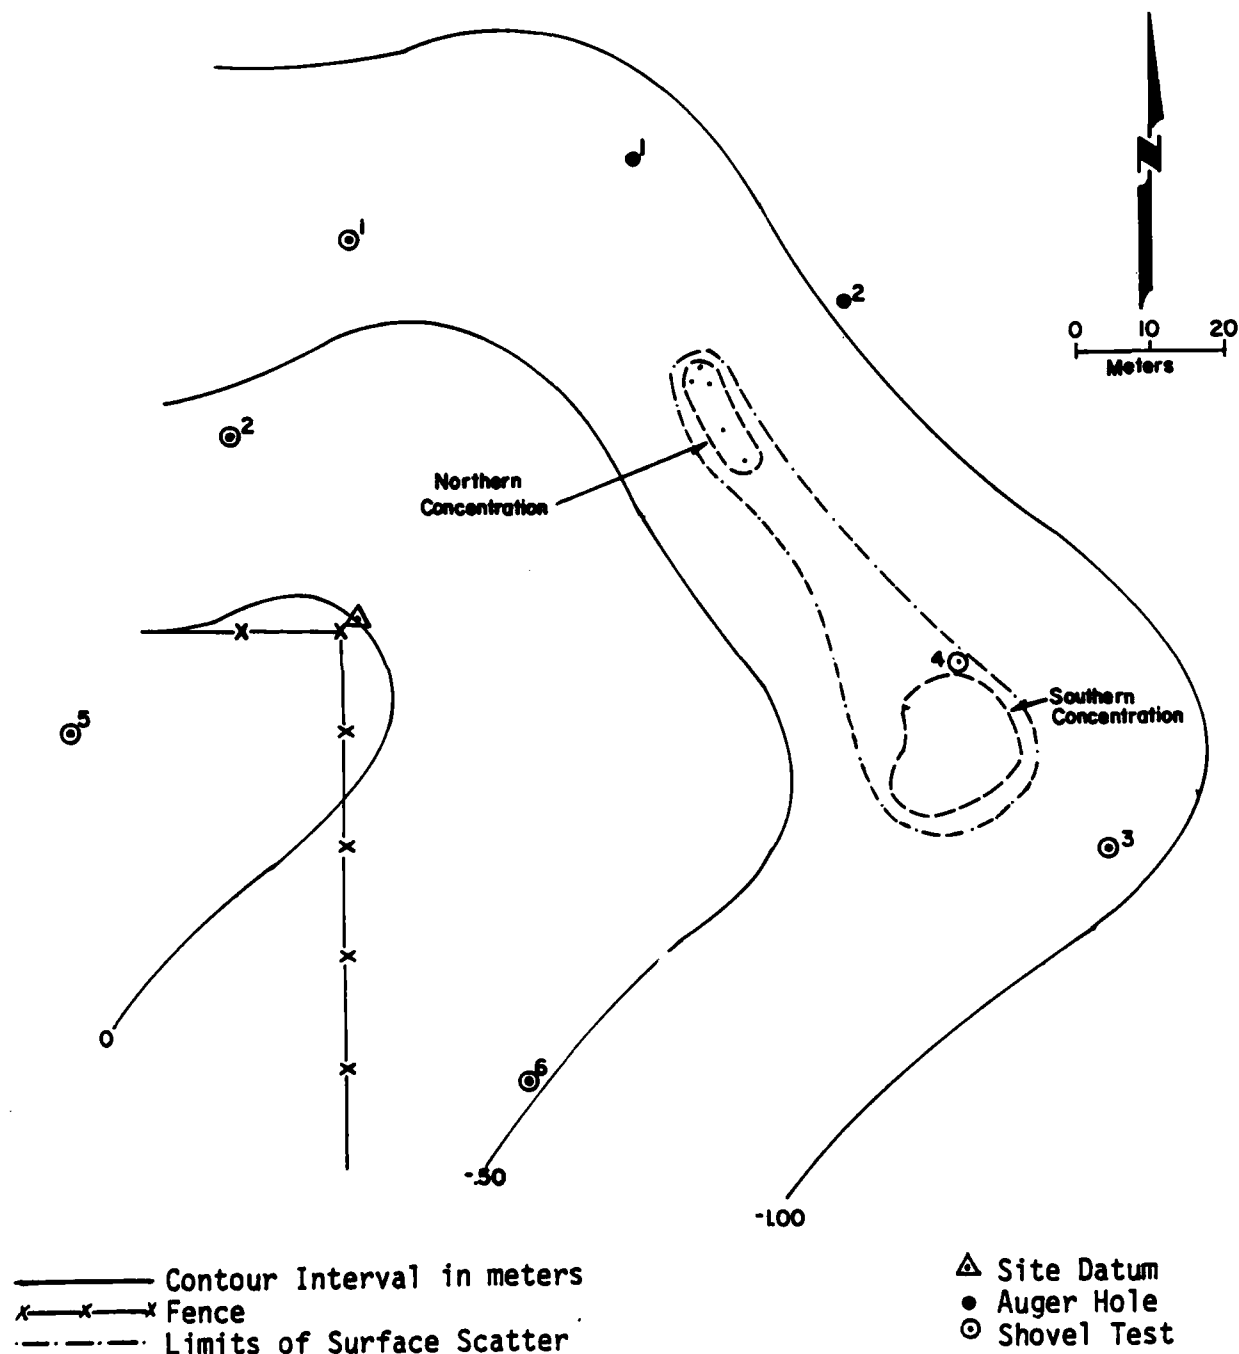 1
1
2
N
0 10 20
Meters
2
Northern
Concentration
4
Southern
Concentration
5
3
0
6
-.50
-1.00
Contour Interval in meters
Fence
Limits of Surface Scatter
Site Datum
Auger Hole
Shovel Test